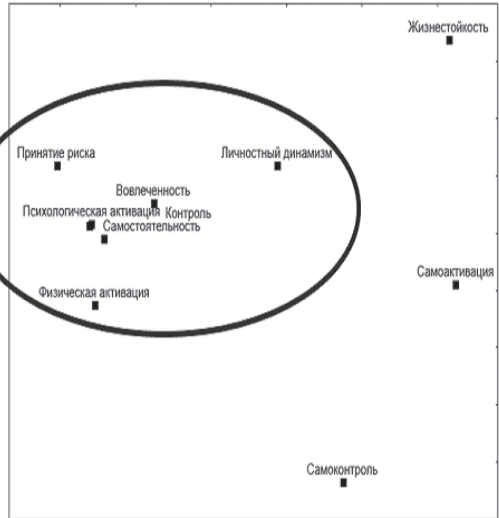 Жизнестойкость
Принятие риска
Личностный динамизм
Вовлеченность
Психологическая активация
Контроль
Самостоятельность
Самоактивация
Физическая активация
Самоконтроль